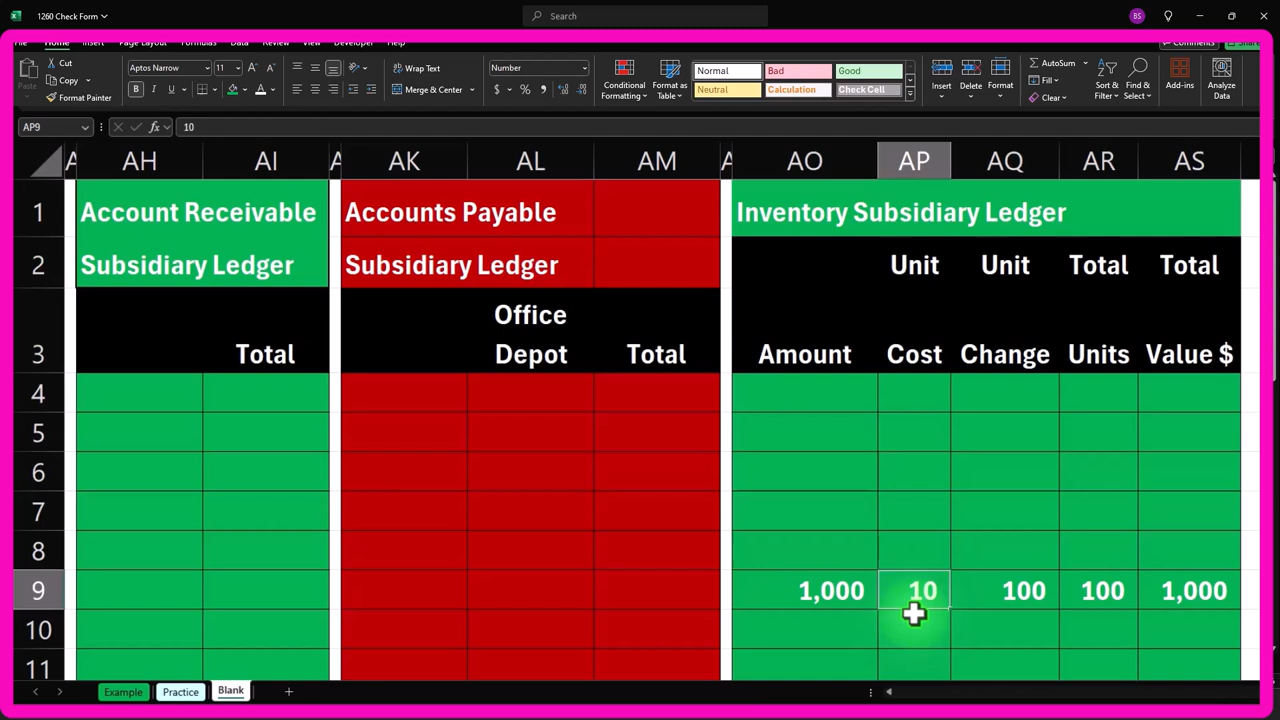 1260 Check Form
Search
BS
Home Insert Page Layout Formulas Data Review View Developer Help
Comments Share
Cut
Copy
Format Painter
Paste
Clipboard
Aptos Narrow 11
B I U
Wrap Text
Merge & Center
Number
$ %
Conditional Formatting
Format as Table
Normal Bad Good
Neutral Calculation Check Cell
Insert Delete Format
AutoSum
Fill
Clear
Sort & Filter
Find & Select
Add-ins
Analyze Data
AP9 fx 10
AH AI AK AL AM AO AP AQ AR AS
1 Account Receivable Accounts Payable Inventory Subsidiary Ledger
2 Subsidiary Ledger Subsidiary Ledger Unit Unit Total Total
Office
3 Total Depot Total Amount Cost Change Units Value $
4
5
6
7
8
9 1,000 10 100 100 1,000
10
11
Example Practice Blank